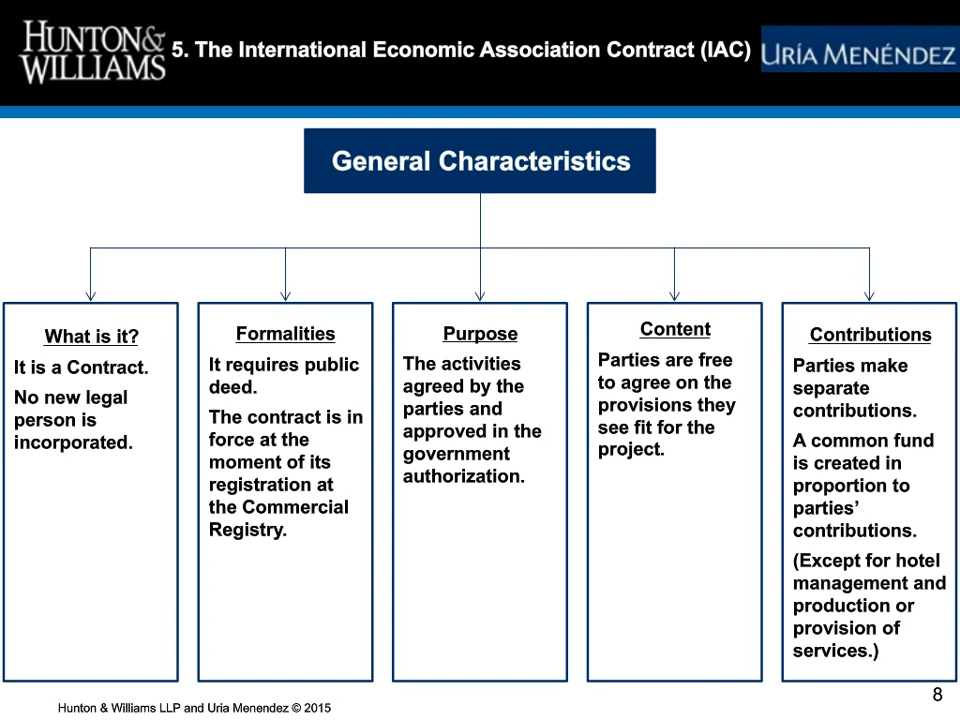 HUNTON&
WILLIAMS
5. The International Economic Association Contract (IAC)
URÍA MENÉNDEZ
General Characteristics
What is it?
It is a Contract.
No new legal
person is
incorporated.
Formalities
It requires public
deed.
The contract is in
force at the
moment of its
registration at
the Commercial
Registry.
Purpose
The activities
agreed by the
parties and
approved in the
government
authorization.
Content
Parties are free
to agree on the
provisions they
see fit for the
project.
Contributions
Parties make
separate
contributions.
A common fund
is created in
proportion to
parties’
contributions.
(Except for hotel
management and
production or
provision of
services.)
8
Hunton & Williams LLP and Uria Menendez © 2015